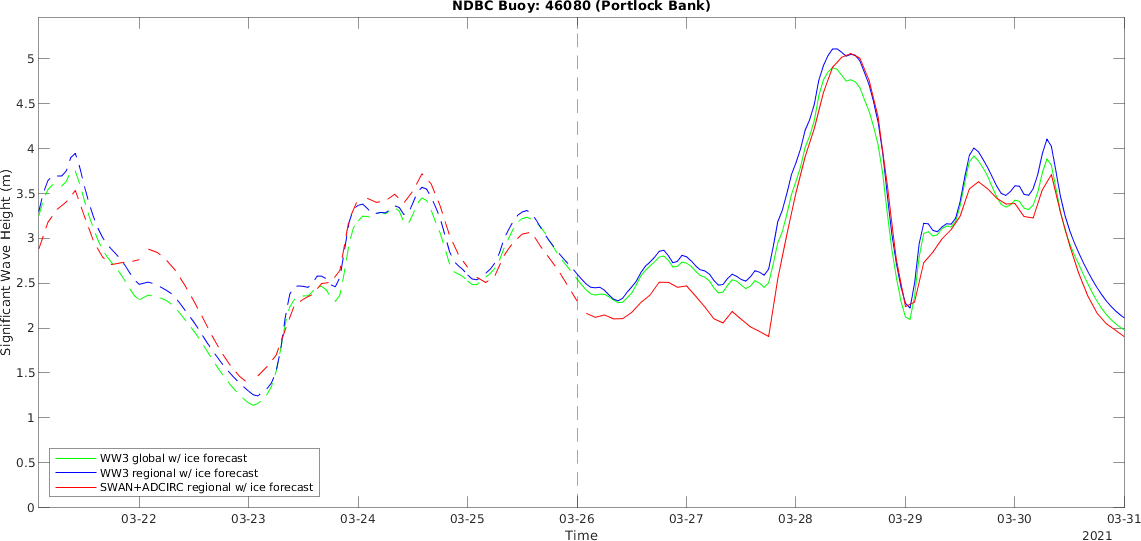 NDBC Buoy: 46080 (Portlock Bank)
Significant Wave Height (m)
5
4.5
4
3.5
3
2.5
2
1.5
1
0.5
0
WW3 global w/ ice forecast
WW3 regional w/ ice forecast
SWAN+ADCIRC regional w/ ice forecast
03-22 03-23 03-24 03-25 03-26 03-27 03-28 03-29 03-30 03-31
Time
2021